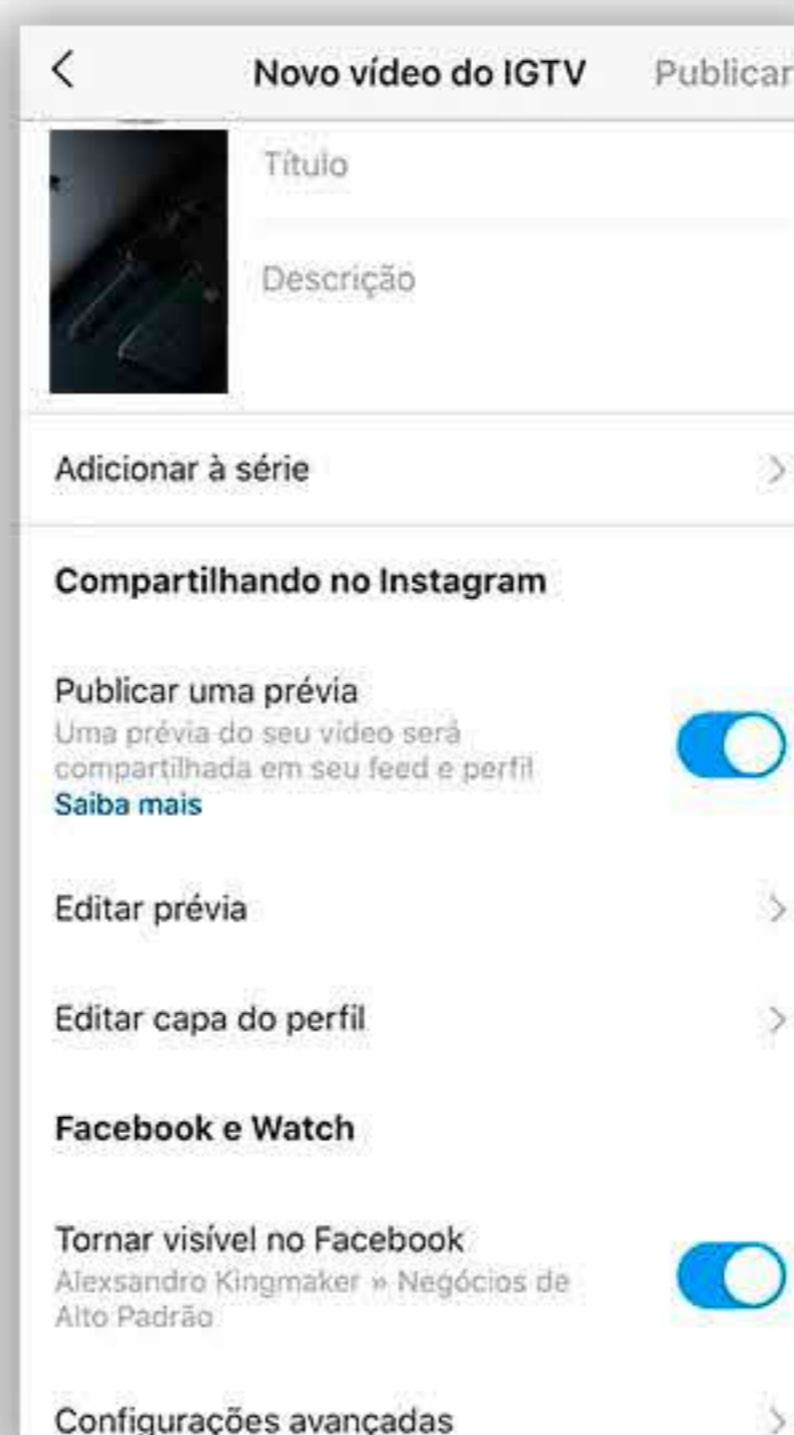 Novo vídeo do IGTV Publicar
Título
Descrição
Adicionar à série
Compartilhando no Instagram
Publicar uma prévia
Uma prévia do seu vídeo será
compartilhada em seu feed e perfil
Saiba mais
Editar prévia
Editar capa do perfil
Facebook e Watch
Tornar visível no Facebook
Alexsandro Kingmaker » Negócios de
Alto Padrão
Configurações avançadas